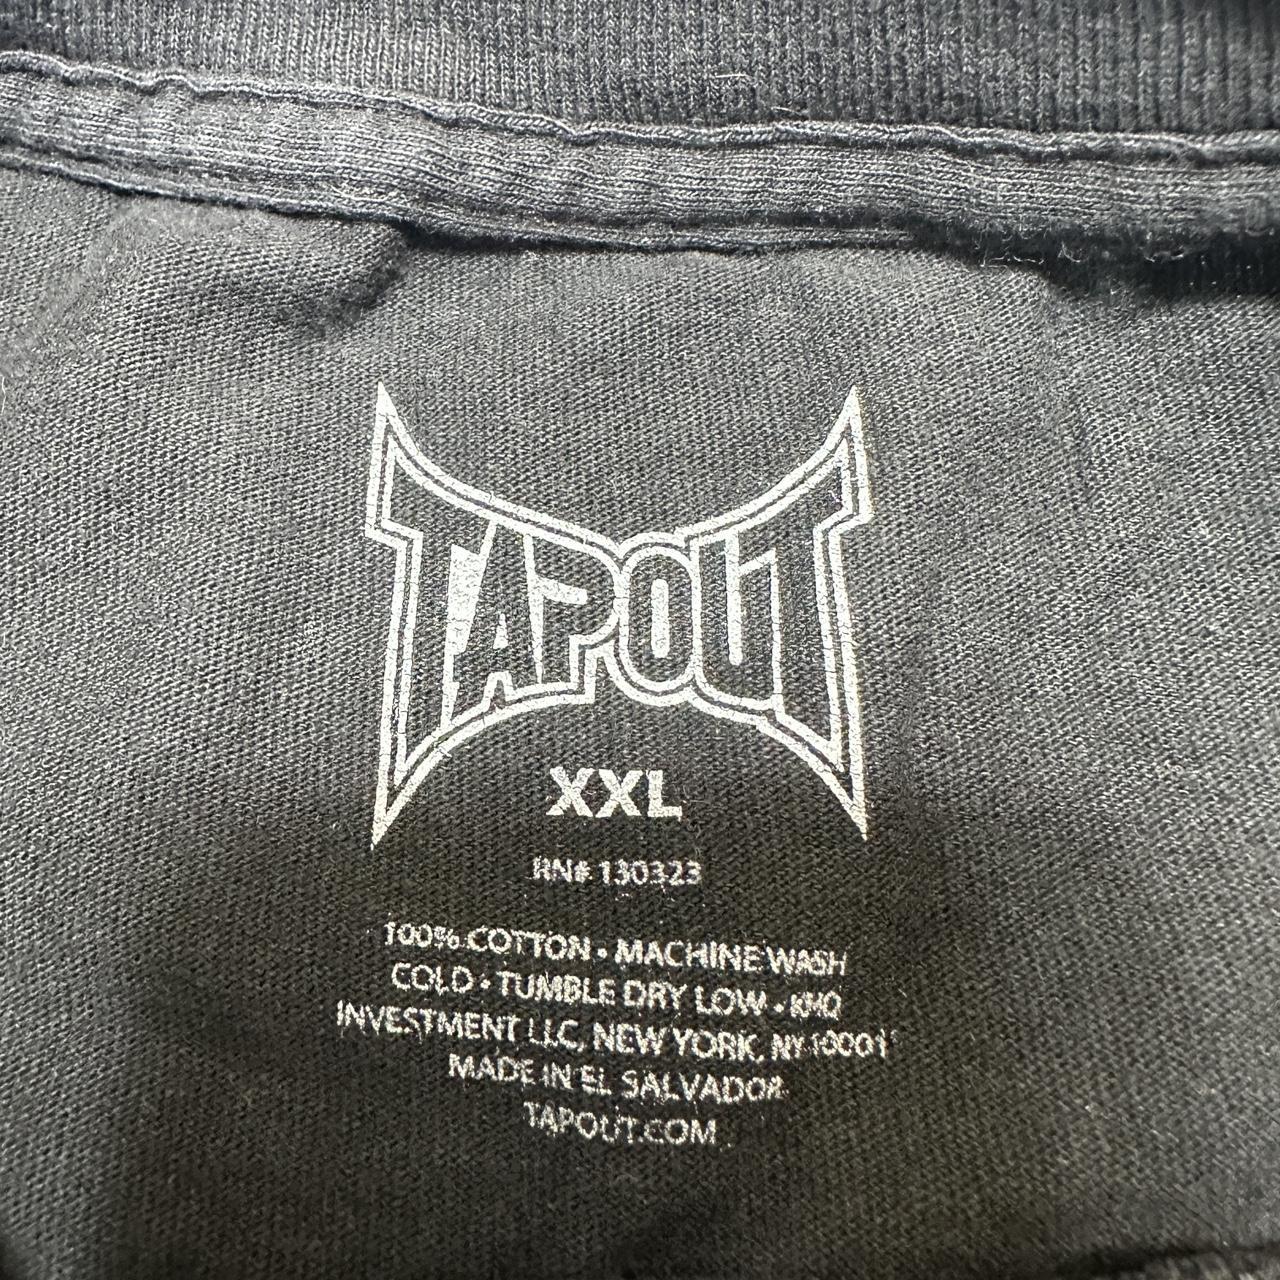 TAPOUT
XXL
RN# 130323
100% COTTON • MACHINE WASH
COLD • TUMBLE DRY LOW •
INVESTMENT LLC, NEW YORK, NY 10001
MADE IN EL SALVADOR
TAPOUT.COM